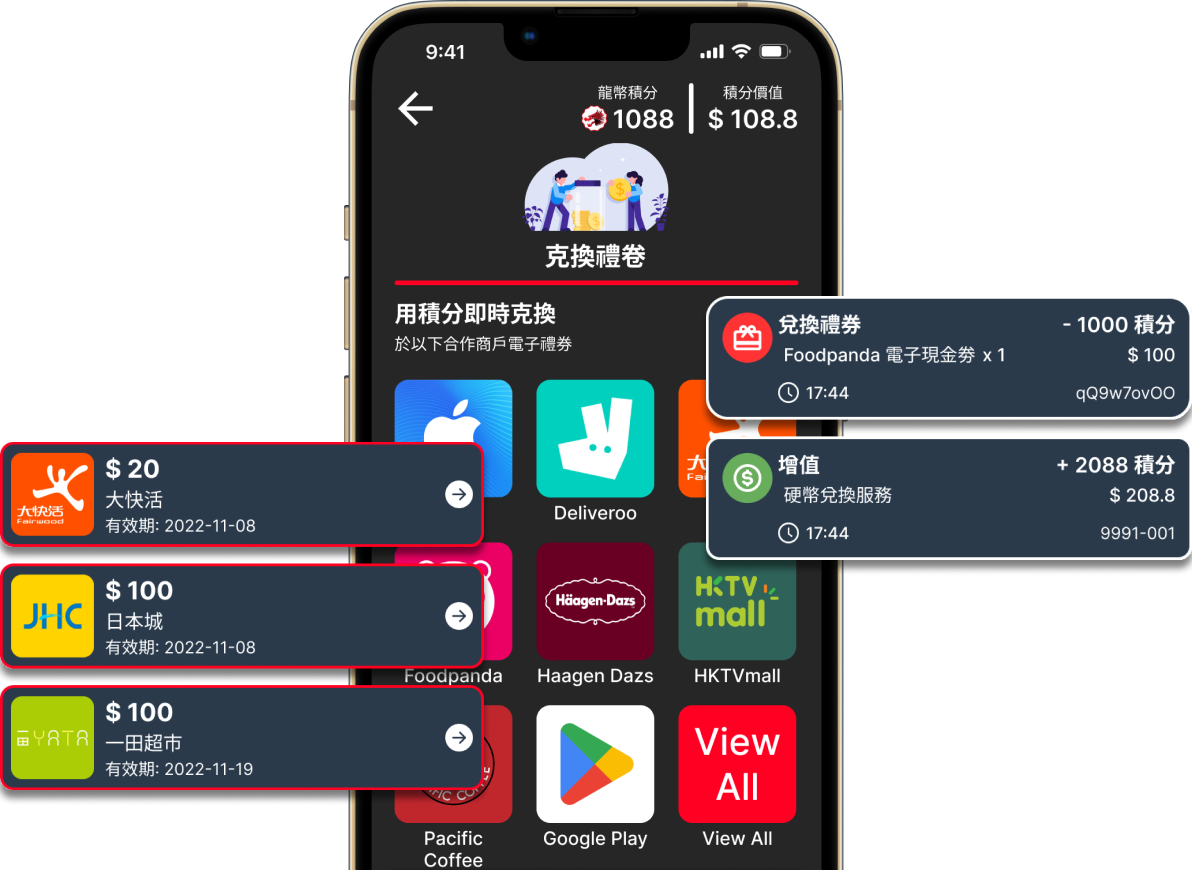 9:41
龍幣積分
積分價值
1088
$ 108.8
克換禮卷
用積分即時克換
於以下合作商戶電子禮券
兌換禮券
- 1000 積分
Foodpanda 電子現金券 x 1
$ 100
17:44
qQ9w7ovOO
增值
+ 2088 積分
硬幣兌換服務
$ 208.8
17:44
9991-001
大
Fai
Deliveroo
大快活
Fairwood
$ 20
大快活
有效期: 2022-11-08
JHC
$ 100
日本城
有效期: 2022-11-08
YATA
$ 100
一田超市
有效期: 2022-11-19
Häagen-Dazs
HKTV
mall
Foodpanda
Haagen Dazs
HKTVmall
View
All
Pacific
Coffee
Google Play
View All